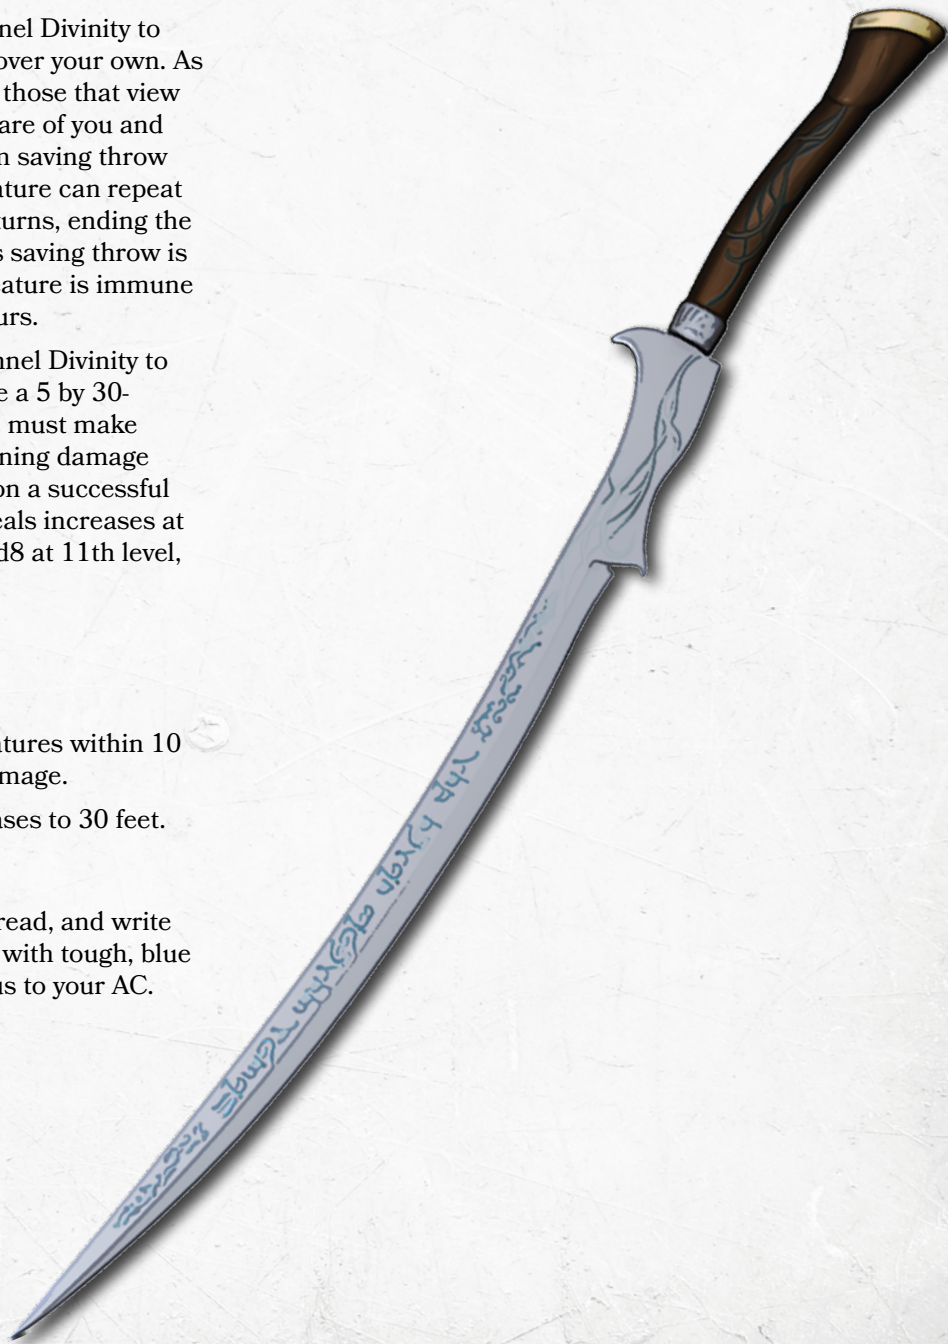 nel Divinity to
over your own. As
those that view
are of you and
n saving throw
ature can repeat
turns, ending the
s saving throw is
ature is immune
urs.
nnel Divinity to
e a 5 by 30-
must make
ning damage
on a successful
eals increases at
d8 at 11th level,
atures within 10
mage.
ases to 30 feet.
read, and write
with tough, blue
us to your AC.